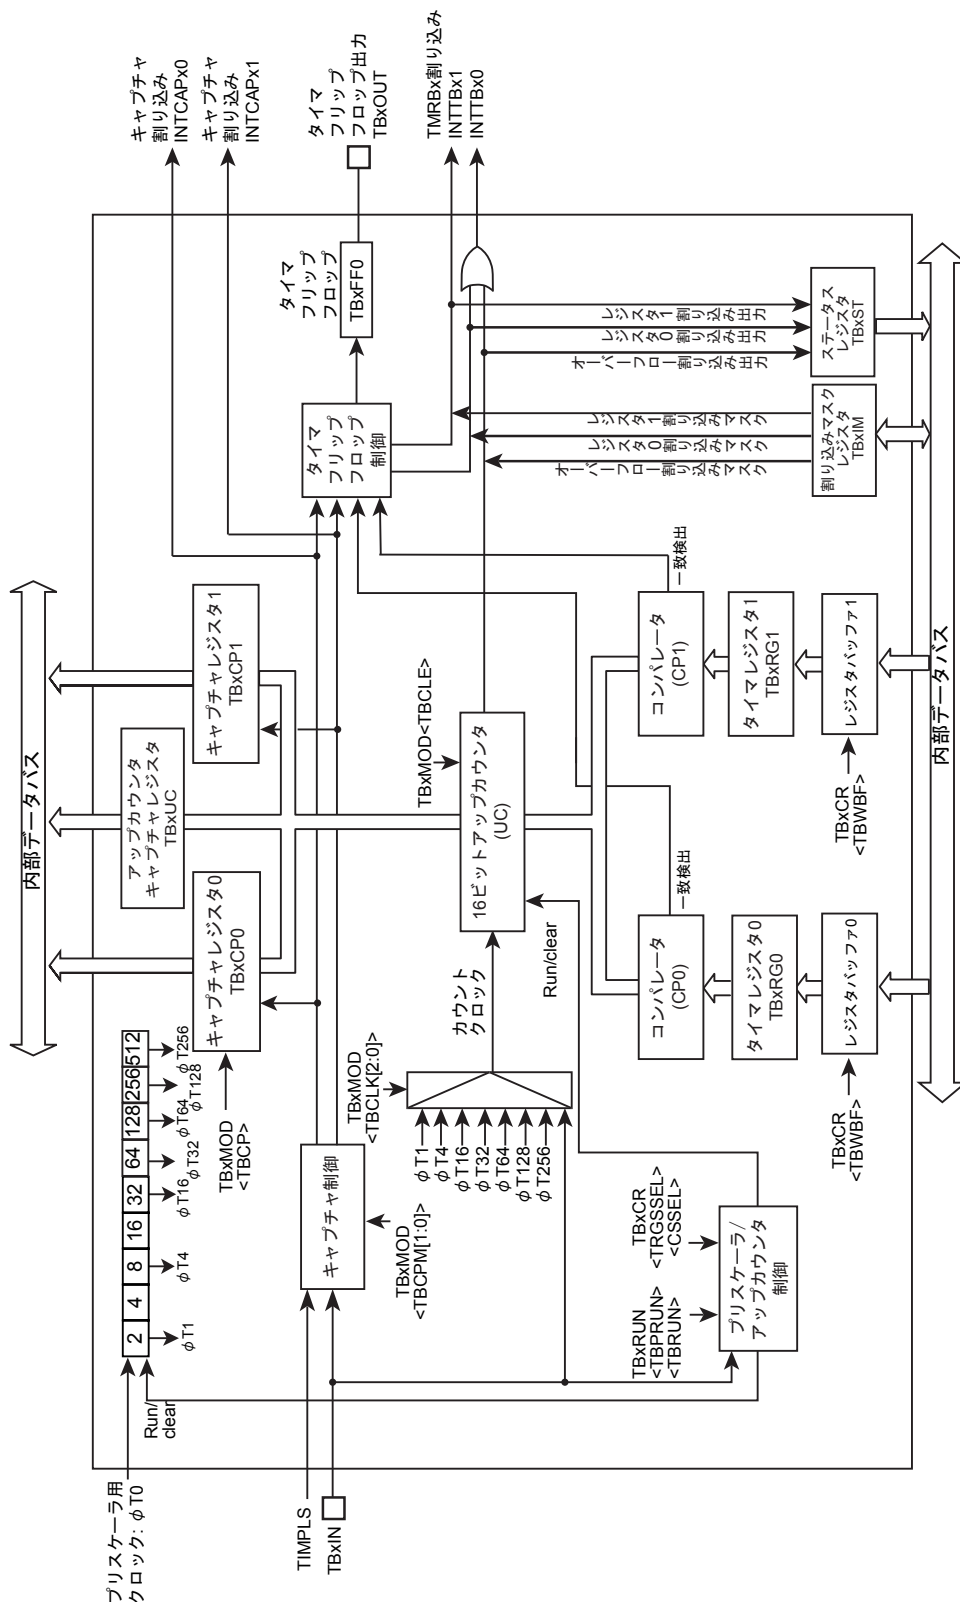 プリスケーラ用
クロック: φT0
Run/
clear
2
4
8
16
32
64
128
256
512
φT1
φT4
φT16
φT32
φT64
φT128
φT256
内部データバス
TBxMOD
<TBCP>
キャプチャレジスタ0
TBxCP0
アップカウンタ
キャプチャレジスタ
TBxUC
キャプチャレジスタ1
TBxCP1
キャプチャ
割り込み
INTCAPx0
キャプチャ
割り込み
INTCAPx1
TIMPLS
TBxIN
キャプチャ制御
TBxMOD
<TBCPM[1:0]>
TBxMOD
<TBCLK[2:0]>
φT1
φT4
φT16
φT32
φT64
φT128
φT256
カウント
クロック
TBxMOD<TBCLE>
16ビットアップカウンタ
(UC)
Run/clear
タイマ
フリップ
フロップ
制御
タイマ
フリップ
フロップ
TBxFF0
タイマ
フリップ
フロップ出力
TBxOUT
TMRBx割り込み
INTTBx1
INTTBx0
TBxRUN
<TBPRUN>
<TBRUN>
TBxCR
<TRGSSEL>
<CSSEL>
プリスケーラ/
アップカウンタ
制御
コンパレータ
(CP0)
一致検出
タイマレジスタ0
TBxRG0
レジスタバッファ0
TBxCR
<TBWBF>
コンパレータ
(CP1)
一致検出
タイマレジスタ1
TBxRG1
レジスタバッファ1
TBxCR
<TBWBF>
レジスタ1割り込みマスク
レジスタ0割り込みマスク
オーバーフロー割り込みマスク
割り込みマスク
レジスタ
TBxIM
レジスタ1割り込み出力
レジスタ0割り込み出力
オーバーフロー割り込み出力
ステータス
レジスタ
TBxST
内部データバス